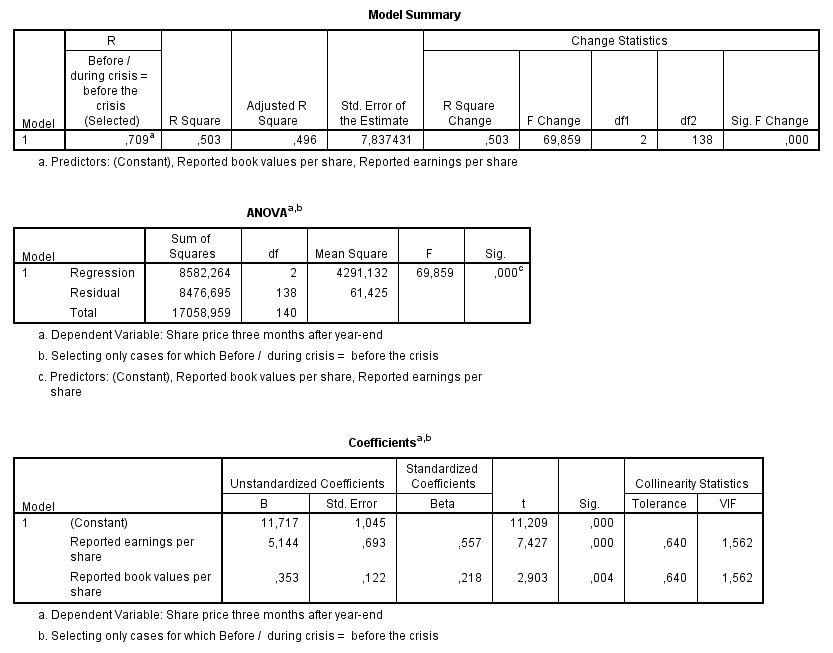 Model Summary
Model R Before / during crisis = before the crisis (Selected) R Square Adjusted R Square Std. Error of the Estimate Change Statistics
R Square Change F Change df1 df2 Sig. F Change
1 ,709a ,503 ,496 7,837431 ,503 69,859 2 138 ,000
a. Predictors: (Constant), Reported book values per share, Reported earnings per share
ANOVAa,b
Model Sum of Squares df Mean Square F Sig.
1 Regression 8582,264 2 4291,132 69,859 ,000c
Residual 8476,695 138 61,425
Total 17058,959 140
a. Dependent Variable: Share price three months after year-end
b. Selecting only cases for which Before / during crisis = before the crisis
c. Predictors: (Constant), Reported book values per share, Reported earnings per
share
Coefficientsa,b
Model Unstandardized Coefficients Standardized Coefficients t Sig. Collinearity Statistics
B Std. Error Beta Tolerance VIF
1 (Constant) 11,717 1,045 11,209 ,000
Reported earnings per share 5,144 ,693 ,557 7,427 ,000 ,640 1,562
Reported book values per share ,353 ,122 ,218 2,903 ,004 ,640 1,562
a. Dependent Variable: Share price three months after year-end
b. Selecting only cases for which Before / during crisis = before the crisis